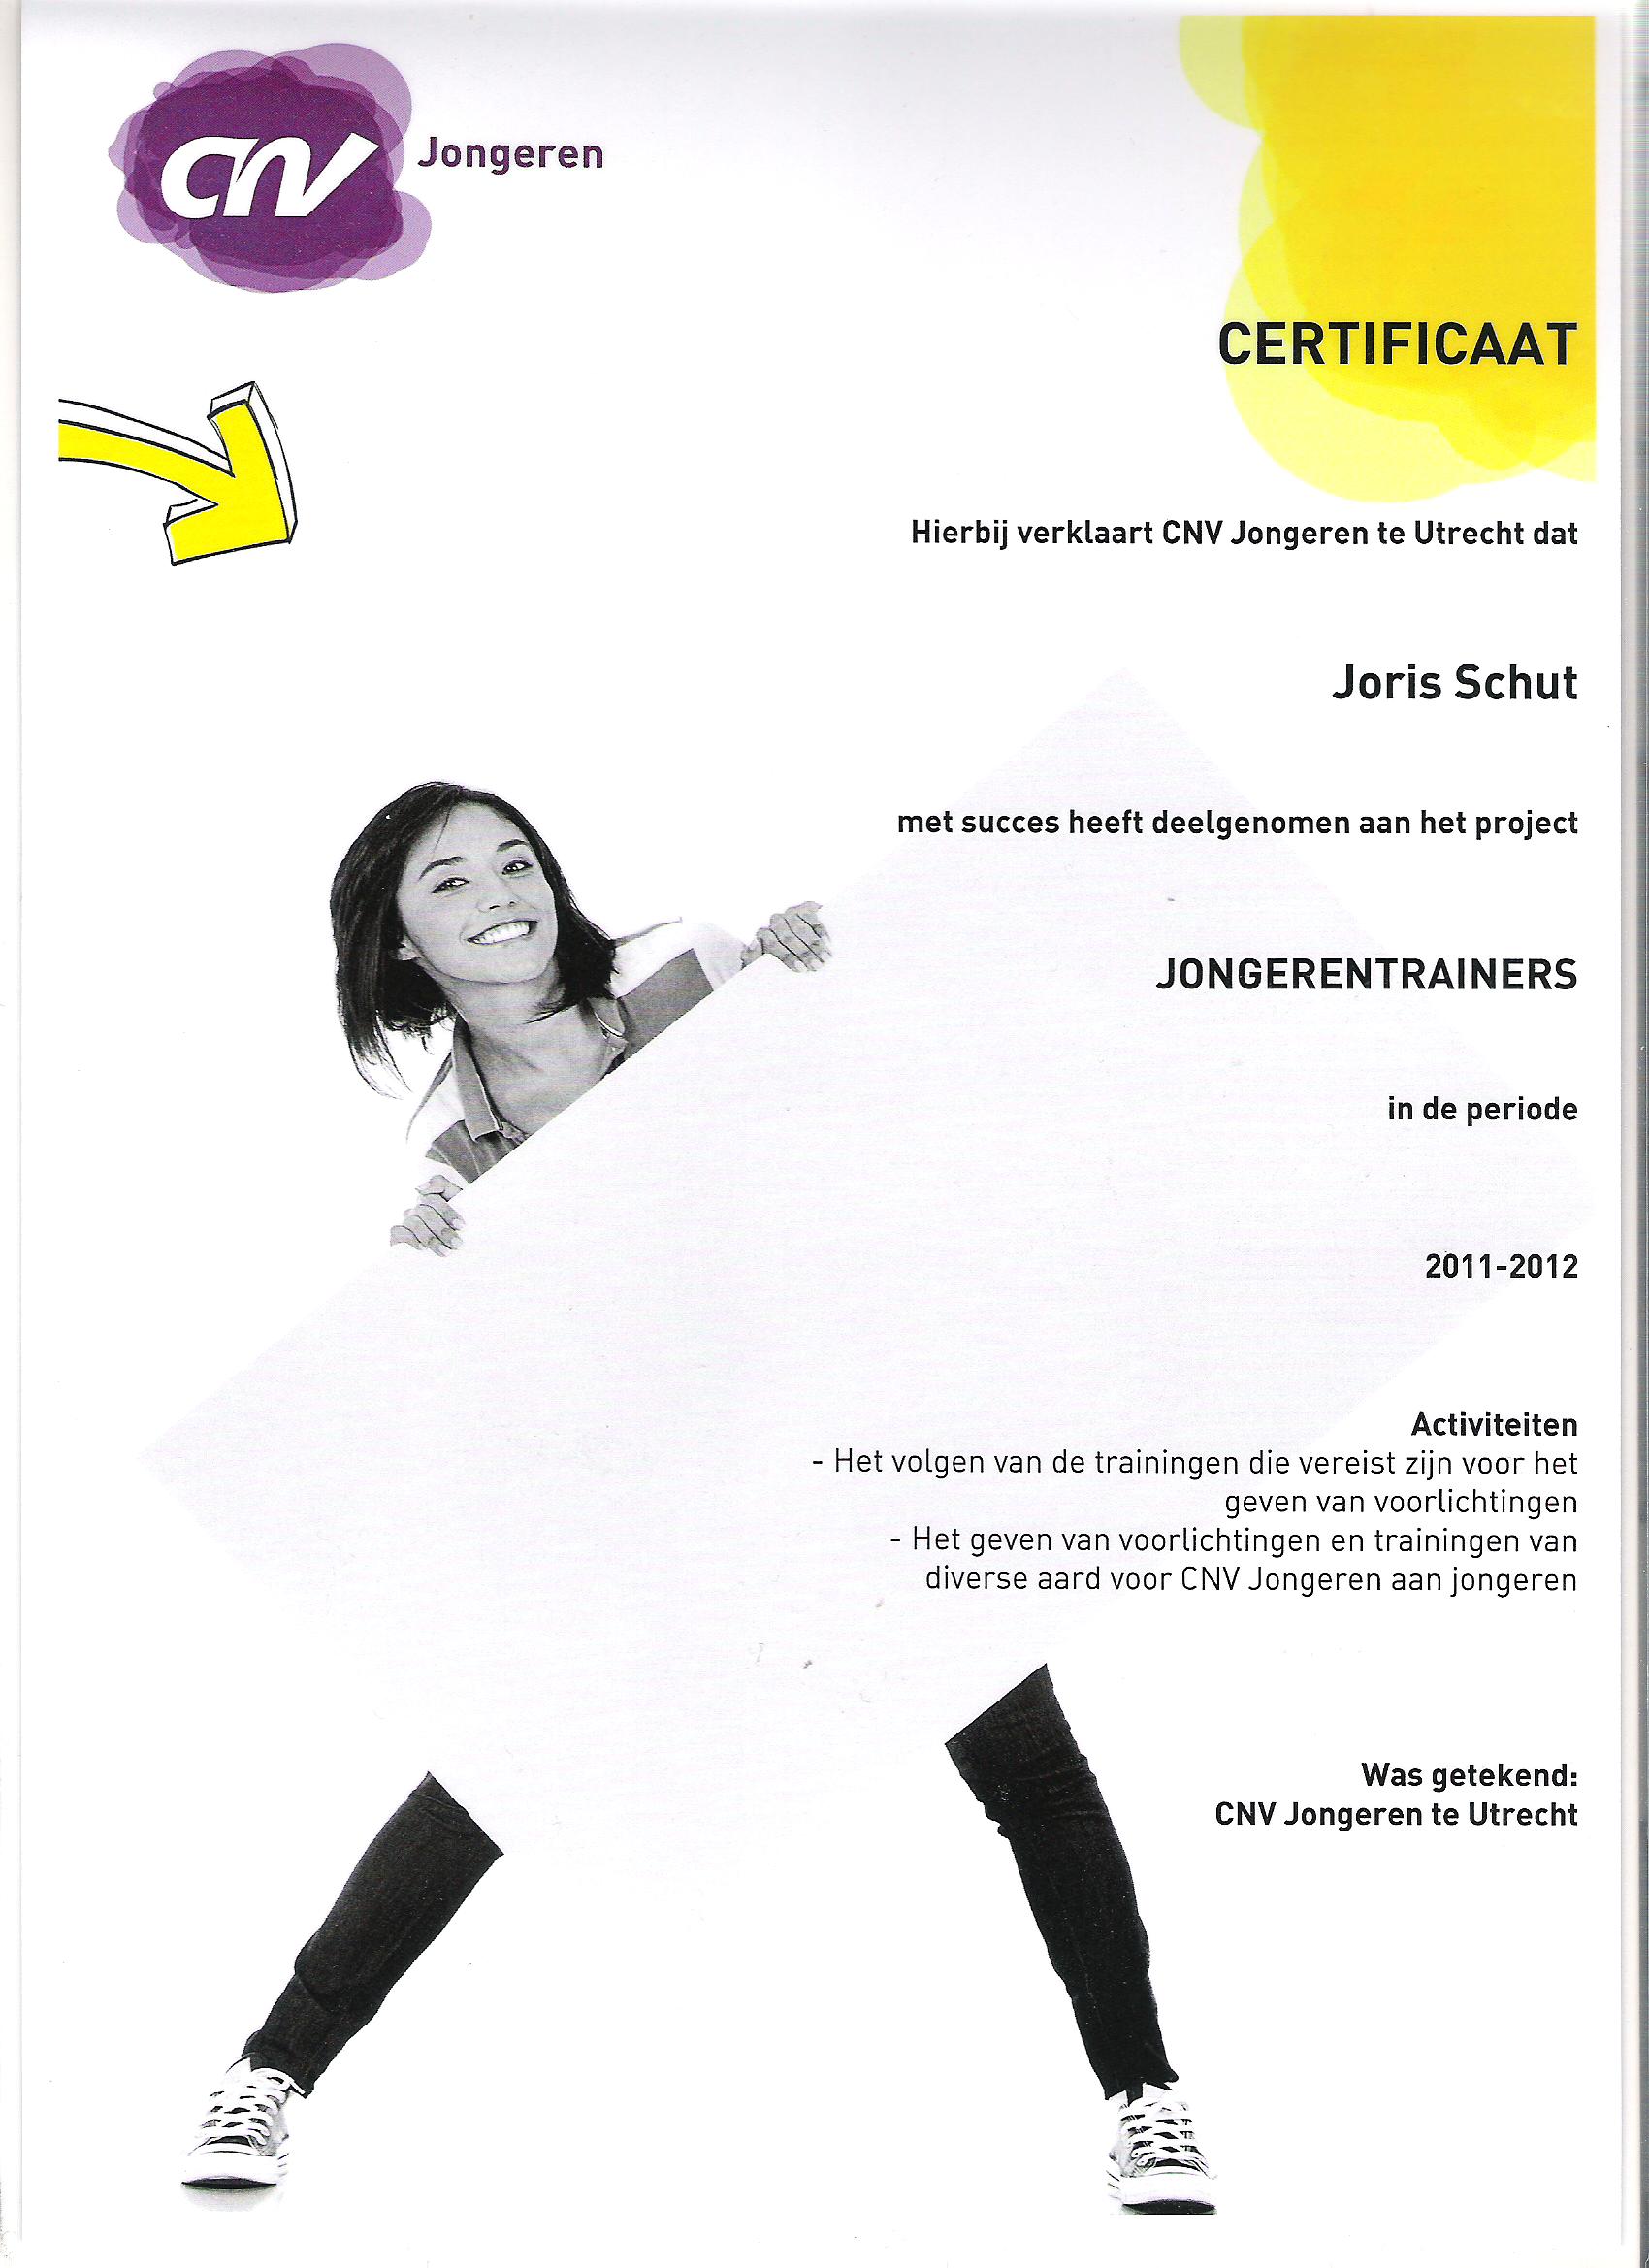 CNV Jongeren
CERTIFICAAT
Hierbij verklaart CNV Jongeren te Utrecht dat
Joris Schut
met succes heeft deelgenomen aan het project
JONGERENTRAINERS
in de periode
2011-2012
Activiteiten
- Het volgen van de trainingen die vereist zijn voor het
geven van voorlichtingen
- Het geven van voorlichtingen en trainingen van
diverse aard voor CNV Jongeren aan jongeren
Was getekend:
CNV Jongeren te Utrecht